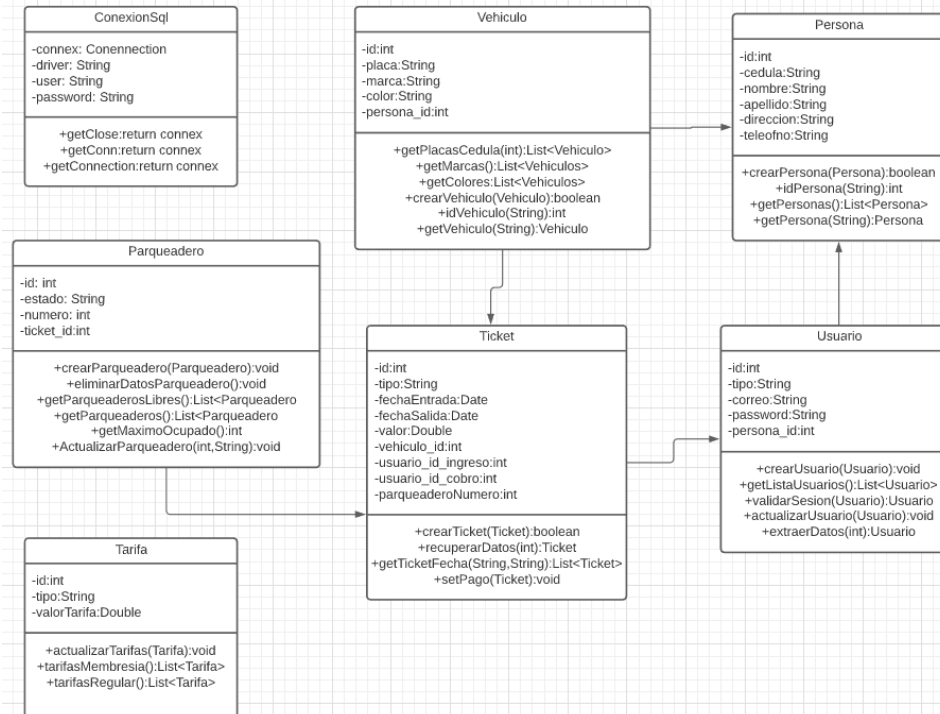 ConexionSql
-connex: Conennection
-driver: String
-user: String
-password: String
+getClose:return connex
+getConn:return connex
+getConnection:return connex
Vehiculo
-id:int
-placa:String
-marca:String
-color:String
-persona_id:int
+getPlacasCedula(int):List<Vehiculo>
+getMarcas():List<Vehiculos>
+getColores:List<Vehiculos>
+crearVehiculo(Vehiculo):boolean
+idVehiculo(String):int
+getVehiculo(String):Vehiculo
Persona
-id:int
-cedula:String
-nombre:String
-apellido:String
-direccion:String
-teleofno:String
+crearPersona(Persona):boolean
+idPersona(String):int
+getPersonas():List<Persona>
+getPersona(String):Persona
Parqueadero
-id: int
-estado: String
-numero: int
-ticket_id:int
+crearParqueadero(Parqueadero):void
+eliminarDatosParqueadero():void
+getParqueaderosLibres():List<Parqueadero
+getParqueaderos():List<Parqueadero
+getMaximoOcupado():int
+ActualizarParqueadero(int,String):void
Ticket
-id:int
-tipo:String
-fechaEntrada:Date
-fechaSalida:Date
-valor:Double
-vehiculo_id:int
-usuario_id_ingreso:int
-usuario_id_cobro:int
-parqueaderoNumero:int
+crearTicket(Ticket):boolean
+recuperarDatos(int):Ticket
+getTicketFecha(String,String):List<Ticket>
+setPago(Ticket):void
Usuario
-id:int
-tipo:String
-correo:String
-password:String
-persona_id:int
+crearUsuario(Usuario):void
+getListaUsuarios():List<Usuario>
+validarSesion(Usuario):Usuario
+actualizarUsuario(Usuario):void
+extraerDatos(int):Usuario
Tarifa
-id:int
-tipo:String
-valorTarifa:Double
+actualizarTarifas(Tarifa):void
+tarifasMembresia():List<Tarifa>
+tarifasRegular():List<Tarifa>